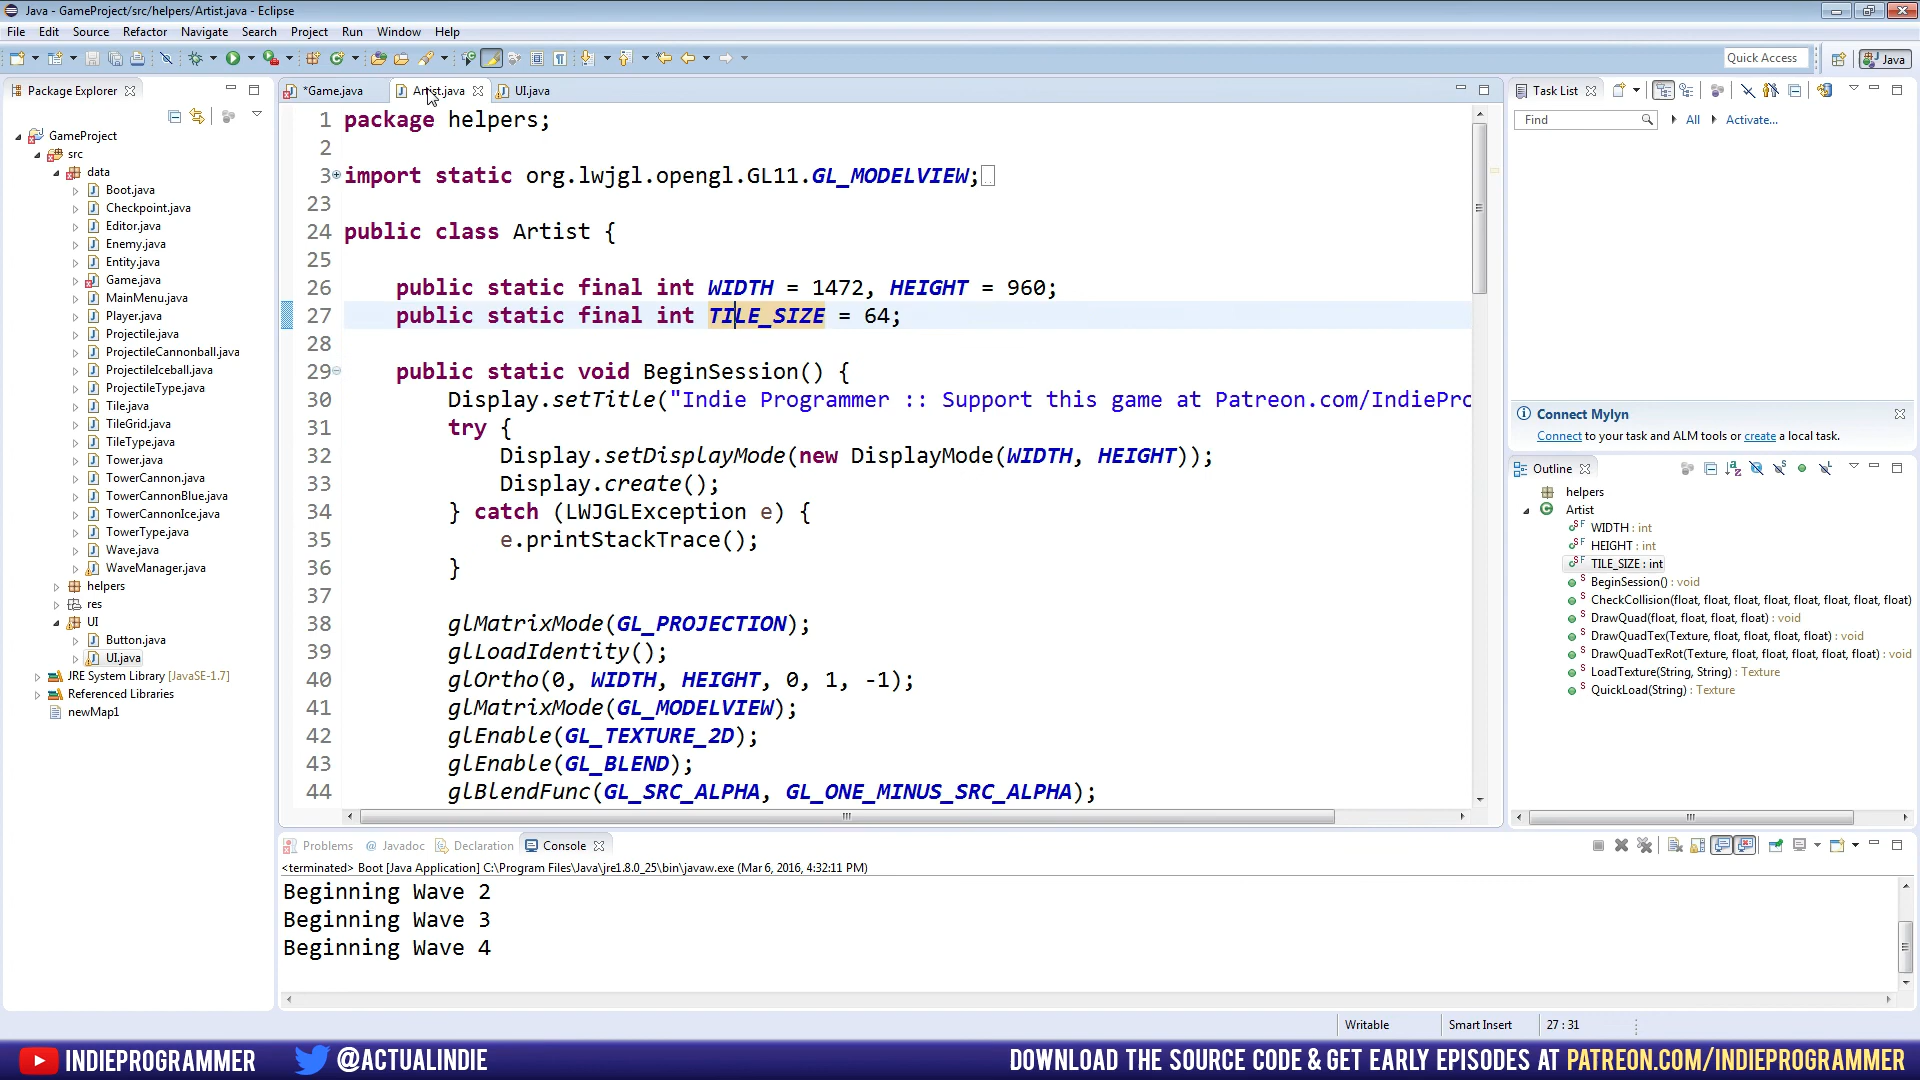 Java - GameProject/src/helpers/Artist.java - Eclipse
File Edit Source Refactor Navigate Search Project Run Window Help
Quick Access
Java
Package Explorer
GameProject
src
data
Boot.java
Checkpoint.java
Editor.java
Enemy.java
Entity.java
Game.java
MainMenu.java
Player.java
Projectile.java
ProjectileCannonball.java
ProjectileIceball.java
ProjectileType.java
Tile.java
TileGrid.java
TileType.java
Tower.java
TowerCannon.java
TowerCannonBlue.java
TowerCannonIce.java
TowerType.java
Wave.java
WaveManager.java
helpers
res
UI
Button.java
UI.java
JRE System Library [JavaSE-1.7]
Referenced Libraries
newMap1
*Game.java Artist.java UI.java
1 package helpers;
2
3 import static org.lwjgl.opengl.GL11.GL_MODELVIEW;
23
24 public class Artist {
25
26 public static final int WIDTH = 1472, HEIGHT = 960;
27 public static final int TILE_SIZE = 64;
28
29 public static void BeginSession() {
30 Display.setTitle("Indie Programmer :: Support this game at Patreon.com/IndiePro
31 try {
32 Display.setDisplayMode(new DisplayMode(WIDTH, HEIGHT));
33 Display.create();
34 } catch (LWJGLException e) {
35 e.printStackTrace();
36 }
37
38 glMatrixMode(GL_PROJECTION);
39 glLoadIdentity();
40 glOrtho(0, WIDTH, HEIGHT, 0, 1, -1);
41 glMatrixMode(GL_MODELVIEW);
42 glEnable(GL_TEXTURE_2D);
43 glEnable(GL_BLEND);
44 glBlendFunc(GL_SRC_ALPHA, GL_ONE_MINUS_SRC_ALPHA);
Task List
Find
All
Activate...
Connect Mylyn
Connect to your task and ALM tools or create a local task.
Outline
helpers
Artist
WIDTH : int
HEIGHT : int
TILE_SIZE : int
BeginSession() : void
CheckCollision(float, float, float, float, float, float, float, float)
DrawQuad(float, float, float, float) : void
DrawQuadTex(Texture, float, float, float, float) : void
DrawQuadTexRot(Texture, float, float, float, float, float) : void
LoadTexture(String, String) : Texture
QuickLoad(String) : Texture
Problems @ Javadoc Declaration Console
<terminated> Boot [Java Application] C:\Program Files\Java\jre1.8.0_25\bin\javaw.exe (Mar 6, 2016, 4:32:11 PM)
Beginning Wave 2
Beginning Wave 3
Beginning Wave 4
Writable Smart Insert 27 : 31
INDIEPROGRAMMER @ACTUALINDIE DOWNLOAD THE SOURCE CODE & GET EARLY EPISODES AT PATREON.COM/INDIEPROGRAMMER